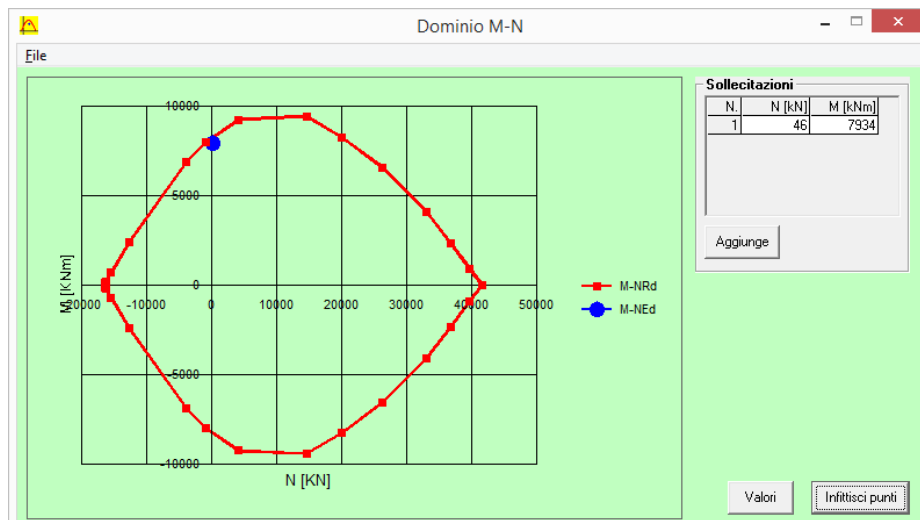 Dominio M-N
File
Sollecitazioni
N. N [kN] M [kNm]
1 46 7934
Aggiunge
10000
5000
0
-20000 -10000 0 10000 20000 30000 40000 50000
-5000
-10000
M [KNm]
N [KN]
M-NRd
M-NEd
Valori
Infittisci punti